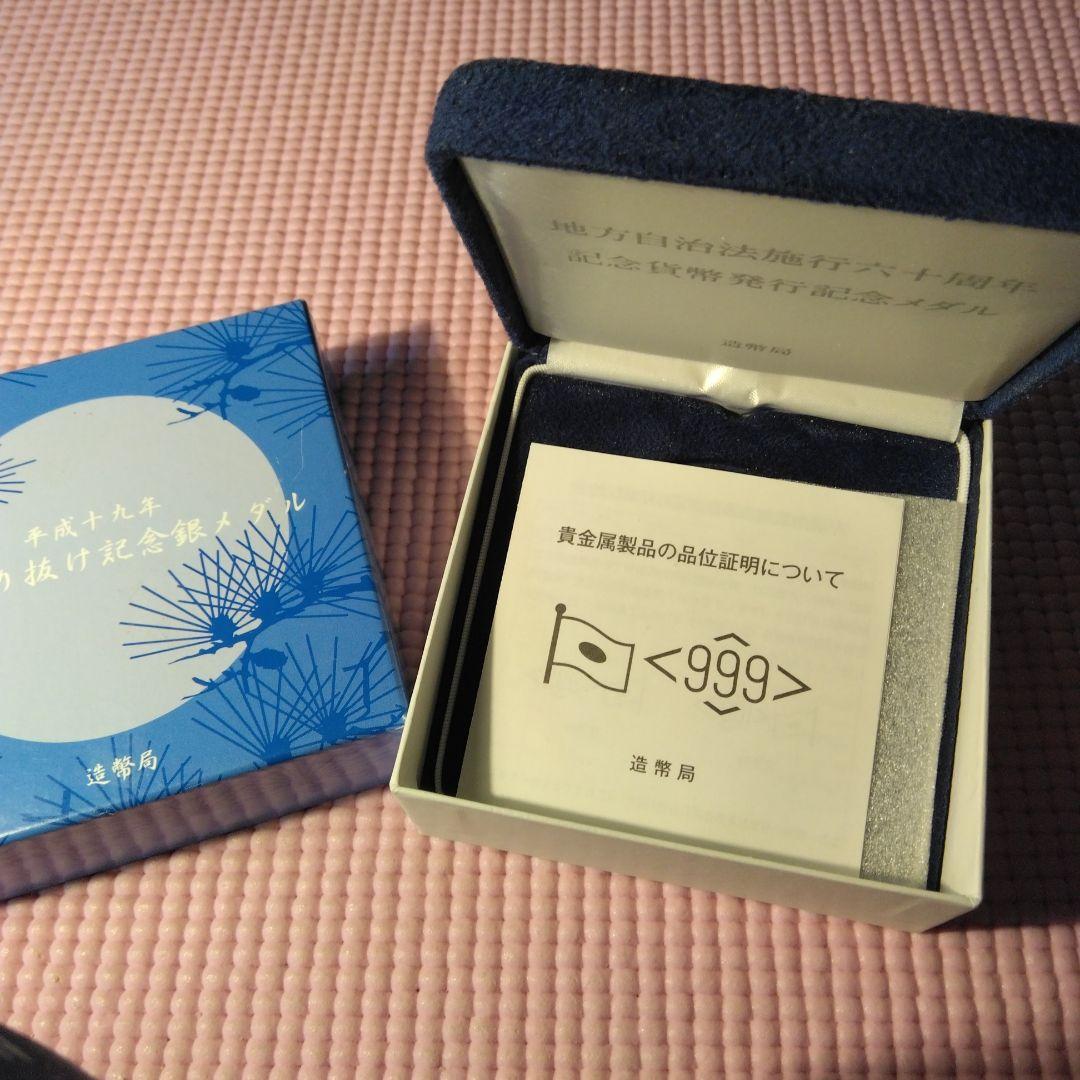 平成十九年
り抜け記念銀メダル
造幣局
地方自治法施行六十周年
記念貨幣発行記念メダル
造幣局
貴金属製品の品位証明について
<999>
造幣局